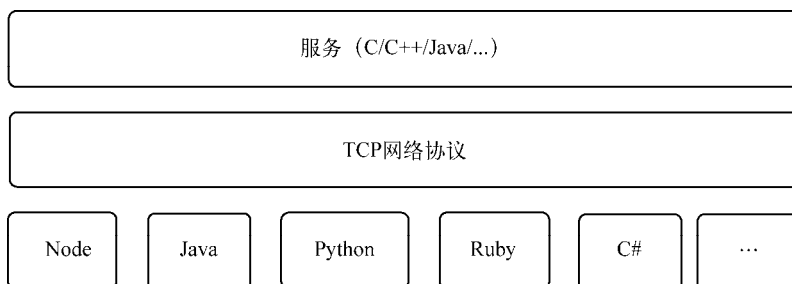 服务（C/C++/Java/...）
TCP网络协议
Node Java Python Ruby C# …